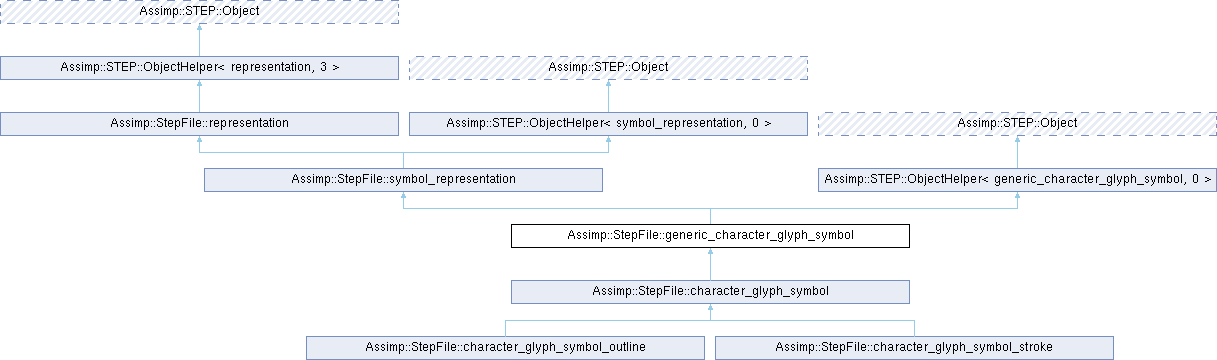 Assimp::STEP::Object
Assimp::STEP::ObjectHelper< representation, 3 >
Assimp::STEP::Object
Assimp::StepFile::representation
Assimp::STEP::ObjectHelper< symbol_representation, 0 >
Assimp::STEP::Object
Assimp::StepFile::symbol_representation
Assimp::STEP::ObjectHelper< generic_character_glyph_symbol, 0 >
Assimp::StepFile::generic_character_glyph_symbol
Assimp::StepFile::character_glyph_symbol
Assimp::StepFile::character_glyph_symbol_outline
Assimp::StepFile::character_glyph_symbol_stroke